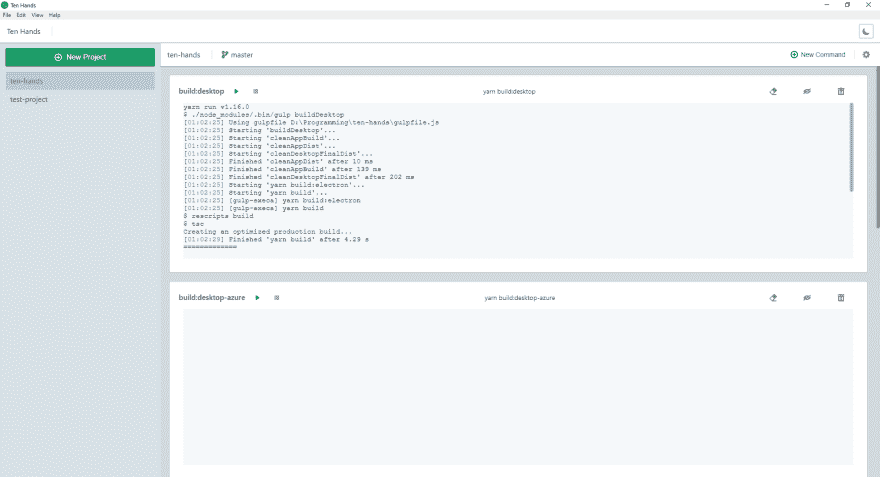 Ten Hands
File Edit View Help
Ten Hands
New Project
ten-hands
test-project
ten-hands master
New Command
build:desktop
yarn build:desktop
yarn run v1.16.0
$ ./node_modules/.bin/gulp buildDesktop
[01:02:25] Using gulpfile D:\Programming\ten-hands\gulpfile.js
[01:02:25] Starting 'buildDesktop'...
[01:02:25] Starting 'cleanAppBuild'...
[01:02:25] Starting 'cleanAppDist'...
[01:02:25] Starting 'cleanDesktopFinalDist'...
[01:02:25] Finished 'cleanAppDist' after 10 ms
[01:02:25] Finished 'cleanAppBuild' after 139 ms
[01:02:25] Finished 'cleanDesktopFinalDist' after 202 ms
[01:02:25] Starting 'yarn build:electron'...
[01:02:25] Starting 'yarn build'...
[01:02:25] [gulp-execa] yarn build:electron
[01:02:25] [gulp-execa] yarn build
$ rescripts build
$ tsc
Creating an optimized production build...
[01:02:29] Finished 'yarn build' after 4.29 s
=============
build:desktop-azure
yarn build:desktop-azure